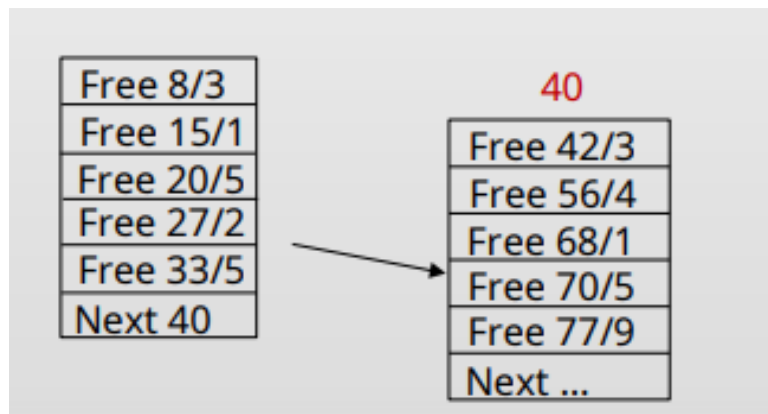 Free 8/3
Free 15/1
Free 20/5
Free 27/2
Free 33/5
Next 40
40
Free 42/3
Free 56/4
Free 68/1
Free 70/5
Free 77/9
Next ...